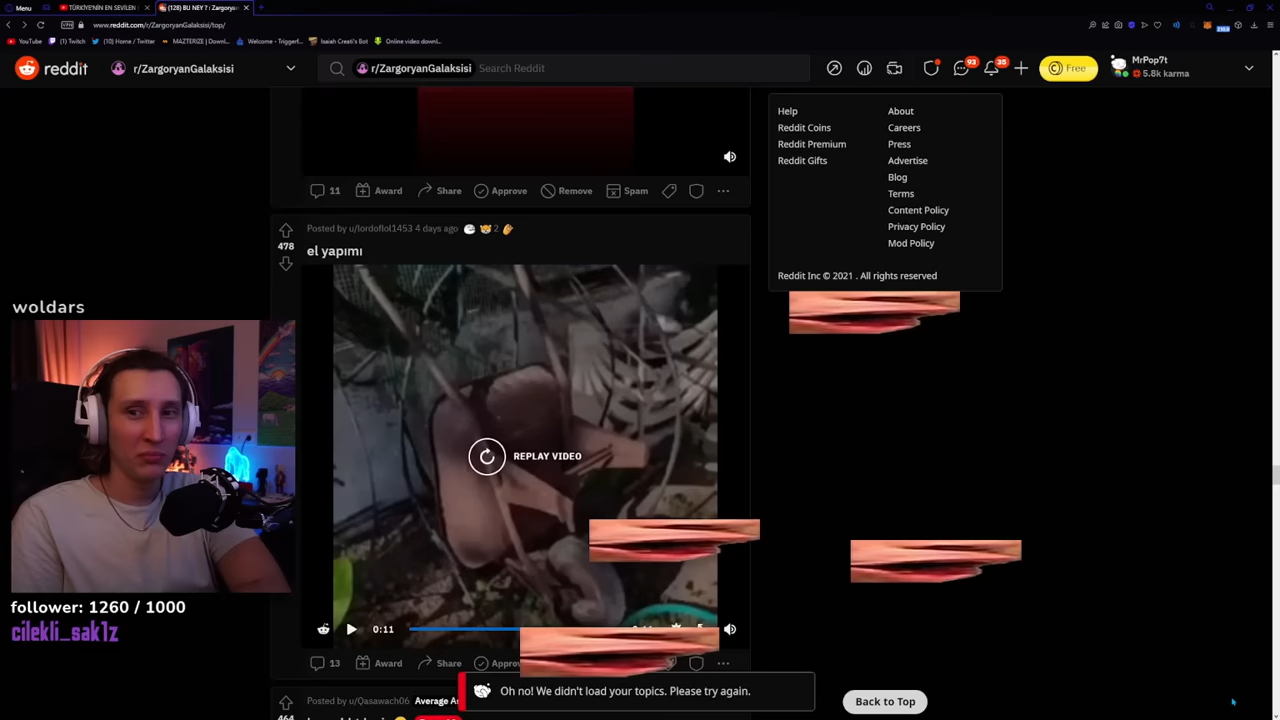 Menu
TÜRKİYE'NİN EN SEVİLEN
(128) BU NEY ? : Zargoryan
VPN
www.reddit.com/r/ZargoryanGalaksisi/top/
YouTube
(1) Twitch
(10) Home / Twitter
MAZTERIZE | Downl...
Welcome - Triggerf...
Isaiah Creati's Bot
Online video downl...
reddit
r/ZargoryanGalaksisi
r/ZargoryanGalaksisi
Search Reddit
93
35
Free
MrPop7t
5.8k karma
Help
About
Reddit Coins
Careers
Reddit Premium
Press
Reddit Gifts
Advertise
Blog
Terms
Content Policy
Privacy Policy
Mod Policy
Reddit Inc © 2021 . All rights reserved
11
Award
Share
Approve
Remove
Spam
Posted by u/lordoflol1453 4 days ago
2
478
el yapımı
REPLAY VIDEO
0:11
woldars
follower: 1260 / 1000
cilekli_sak1z
13
Award
Share
Oh no! We didn't load your topics. Please try again.
Back to Top
Posted by u/Qasawach06
464